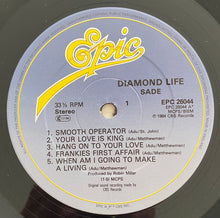 Epic
DIAMOND LIFE
SADE
33⅓ RPM
Stereo
1
EPC 26044
EPC 26044 A¹
MCPS/BIEM
℗ 1984 CBS Records
1. SMOOTH OPERATOR (Adu/St. John)
2. YOUR LOVE IS KING (Adu/Matthewman)
3. HANG ON TO YOUR LOVE (Adu/Matthewman)
4. FRANKIES FIRST AFFAIR (Adu/Matthewman)
5. WHEN AM I GOING TO MAKE
A LIVING (Adu/Matthewman)
Produced by Robin Millar
(1-5) MCPS
Original sound recording made by
CBS Records